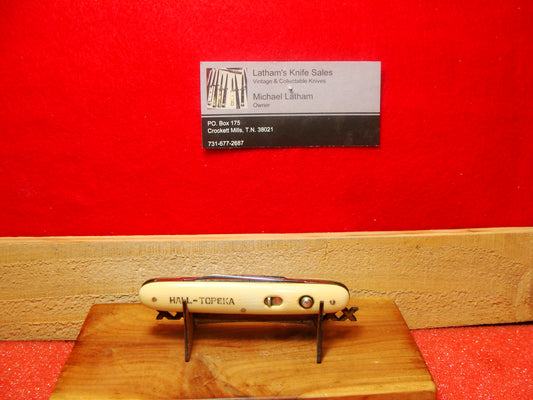 Latham's Knife Sales
Vintage & Collectable Knives
Michael Latham
Owner
PO. Box 175
Crockett Mills, T.N. 38021
731-677-2667
HALL-TOPEKA